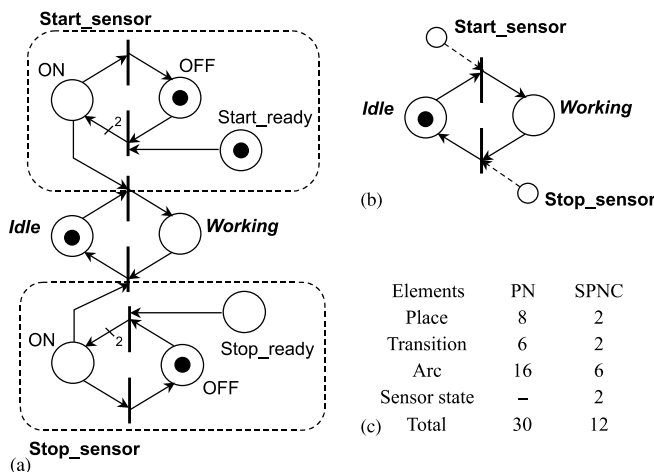 Start_sensor
ON
OFF
2
Start_ready
Idle
Working
ON
2
Stop_ready
OFF
Stop_sensor
(a)
Start_sensor
Idle
Working
Stop_sensor
(b)
Elements PN SPNC
Place 8 2
Transition 6 2
Arc 16 6
Sensor state – 2
Total 30 12
(c)